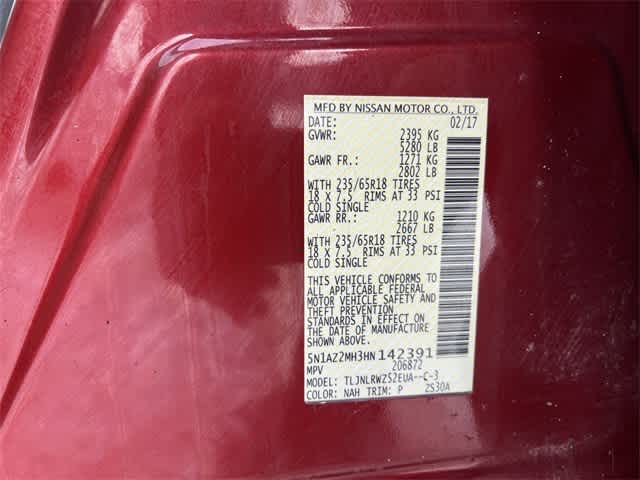 MFD BY NISSAN MOTOR CO., LTD.
DATE: 02/17
GVWR: 2395 KG
5280 LB
GAWR FR.: 1271 KG
2802 LB
WITH 235/65R18 TIRES
18 X 7.5 RIMS AT 33 PSI
COLD SINGLE
GAWR RR.: 1210 KG
2667 LB
WITH 235/65R18 TIRES
18 X 7.5 RIMS AT 33 PSI
COLD SINGLE
THIS VEHICLE CONFORMS TO
ALL APPLICABLE FEDERAL
MOTOR VEHICLE SAFETY AND
THEFT PREVENTION
STANDARDS IN EFFECT ON
THE DATE OF MANUFACTURE
SHOWN ABOVE.
5N1AZ2MH3HN142391
MPV 206872
MODEL: TLJNLRWZS2EUA--C-3
COLOR: NAH TRIM: P ZS30A